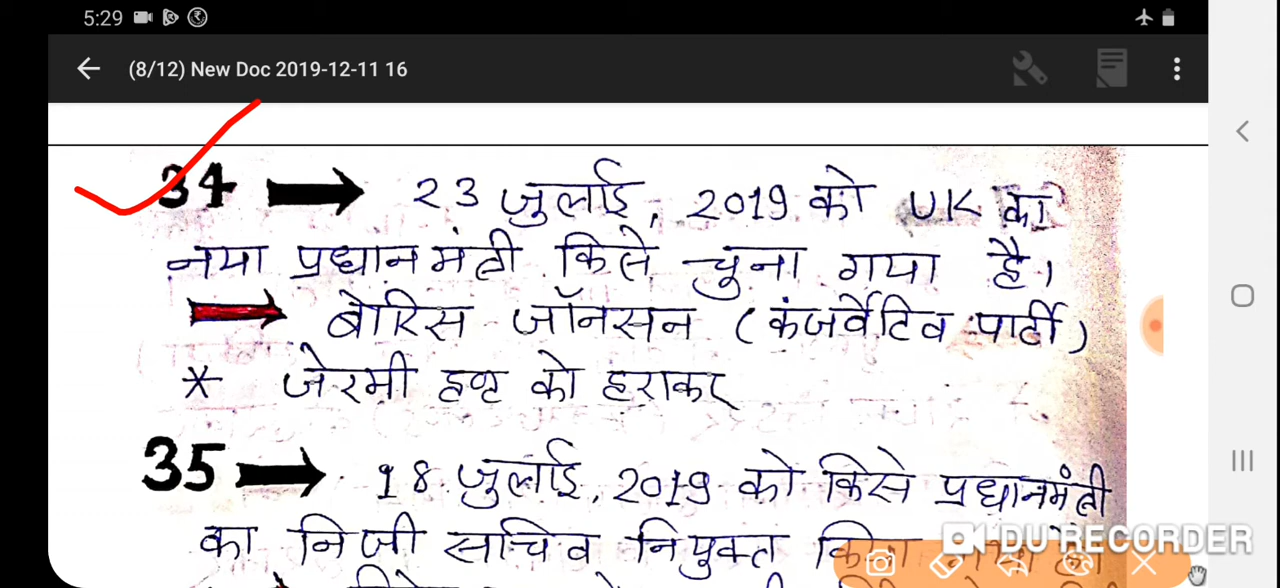 5:29
(8/12) New Doc 2019-12-11 16
34 → 23 जुलाई, 2019 को UK का
नया प्रधान मंत्री किसे चुना गया है।
→ बोरिस जॉनसन (कंजर्वेटिव पार्टी)
* जेरमी हण्ट को हराकर
35 → 18 जुलाई, 2019 को किसे प्रधानमंत्री
का निजी सचिव नियुक्त किया
DU RECORDER